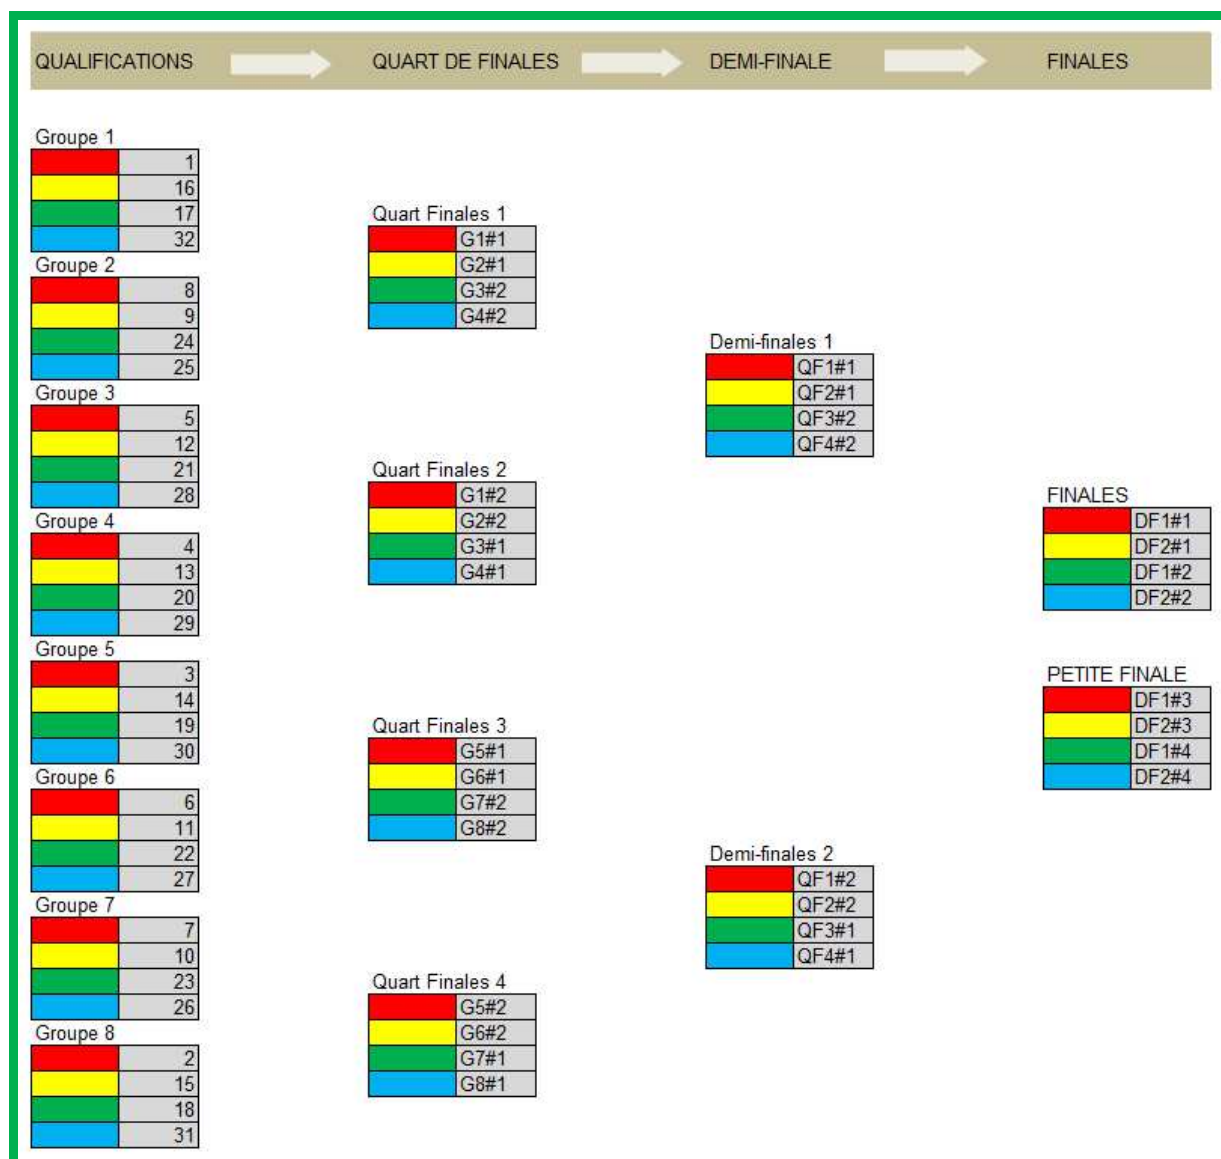 QUALIFICATIONS QUART DE FINALES DEMI-FINALE FINALES
Groupe 1
1
16
17
32
Groupe 2
8
9
24
25
Groupe 3
5
12
21
28
Groupe 4
4
13
20
29
Groupe 5
3
14
19
30
Groupe 6
6
11
22
27
Groupe 7
7
10
23
26
Groupe 8
2
15
18
31
Quart Finales 1
G1#1
G2#1
G3#2
G4#2
Quart Finales 2
G1#2
G2#2
G3#1
G4#1
Quart Finales 3
G5#1
G6#1
G7#2
G8#2
Quart Finales 4
G5#2
G6#2
G7#1
G8#1
Demi-finales 1
QF1#1
QF2#1
QF3#2
QF4#2
Demi-finales 2
QF1#2
QF2#2
QF3#1
QF4#1
FINALES
DF1#1
DF2#1
DF1#2
DF2#2
PETITE FINALE
DF1#3
DF2#3
DF1#4
DF2#4